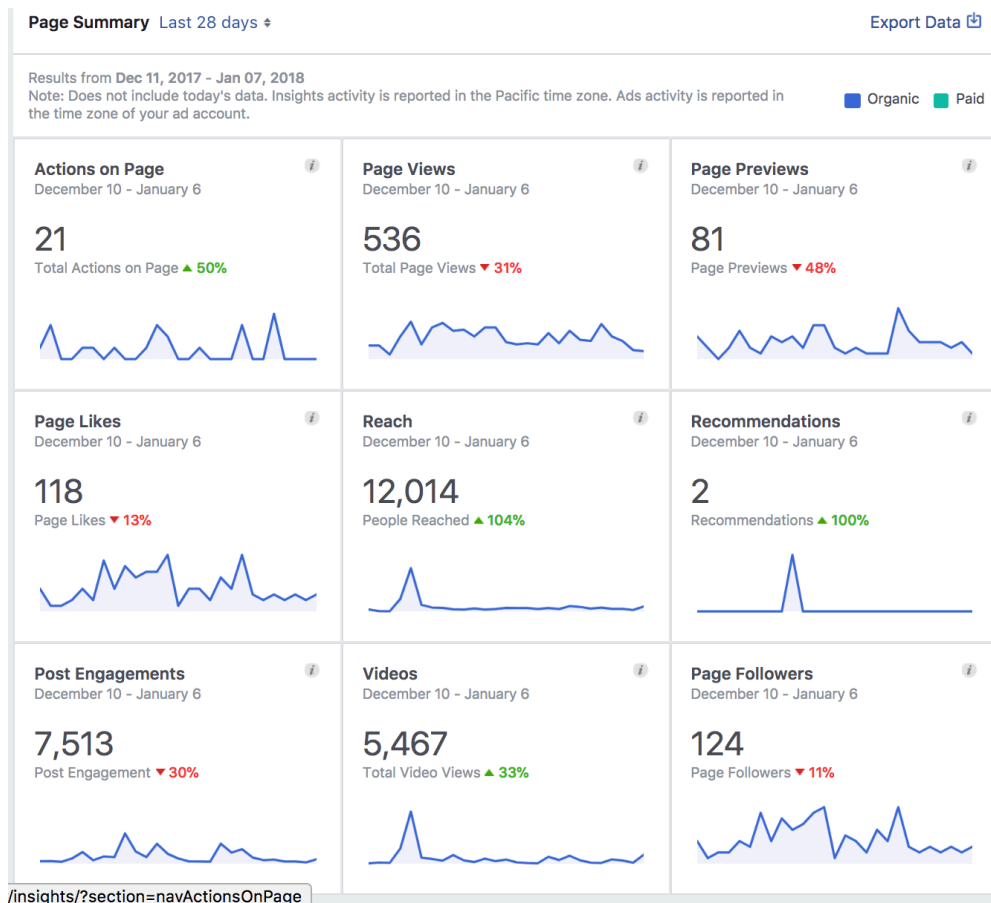 Page Summary Last 28 days
Export Data
Results from Dec 11, 2017 - Jan 07, 2018
Note: Does not include today's data. Insights activity is reported in the Pacific time zone. Ads activity is reported in
the time zone of your ad account.
Organic Paid
Actions on Page i
December 10 - January 6
21
Total Actions on Page ▲ 50%
Page Views i
December 10 - January 6
536
Total Page Views ▼ 31%
Page Previews i
December 10 - January 6
81
Page Previews ▼ 48%
Page Likes i
December 10 - January 6
118
Page Likes ▼ 13%
Reach i
December 10 - January 6
12,014
People Reached ▲ 104%
Recommendations i
December 10 - January 6
2
Recommendations ▲ 100%
Post Engagements i
December 10 - January 6
7,513
Post Engagement ▼ 30%
Videos i
December 10 - January 6
5,467
Total Video Views ▲ 33%
Page Followers i
December 10 - January 6
124
Page Followers ▼ 11%
/insights/?section=navActionsOnPage